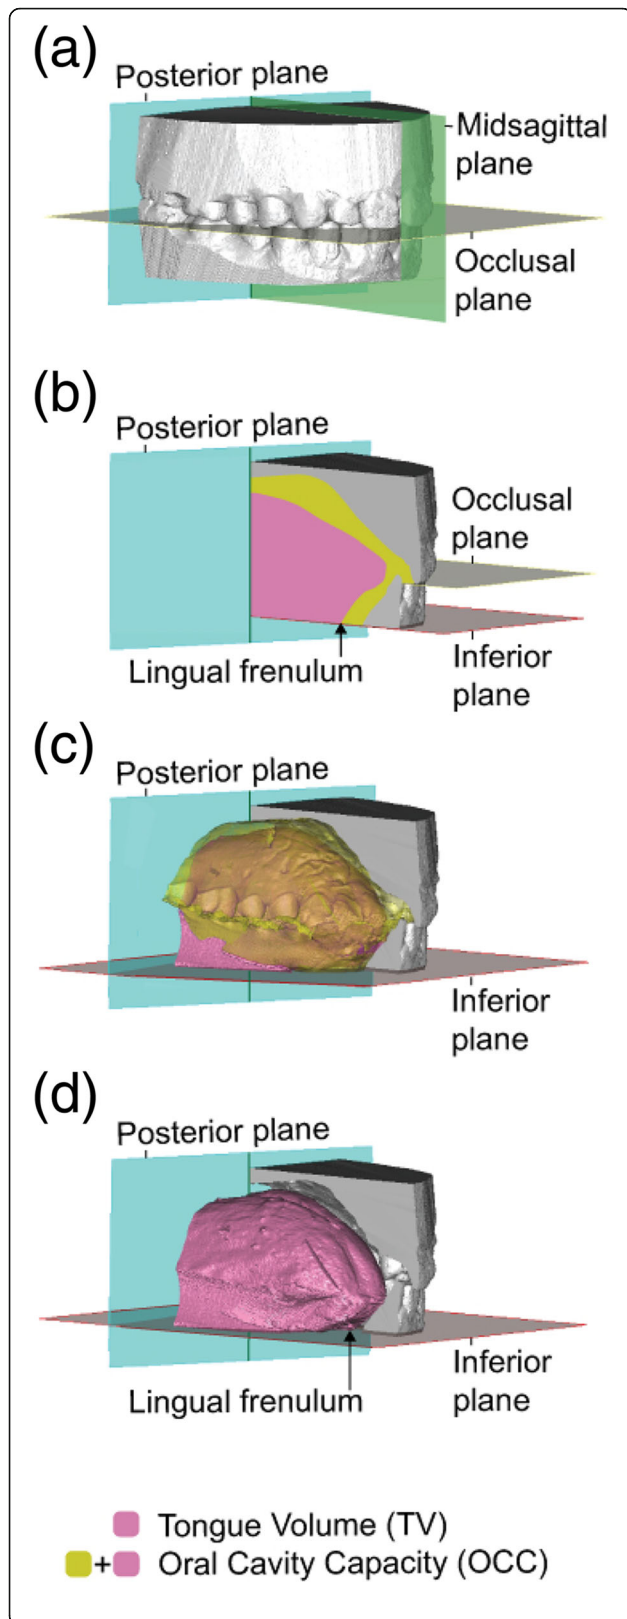 (a)
Posterior plane
Midsagittal
plane
Occlusal
plane
(b)
Posterior plane
Occlusal
plane
Lingual frenulum
Inferior
plane
(c)
Posterior plane
Inferior
plane
(d)
Posterior plane
Inferior
plane
Lingual frenulum
Tongue Volume (TV)
+ Oral Cavity Capacity (OCC)